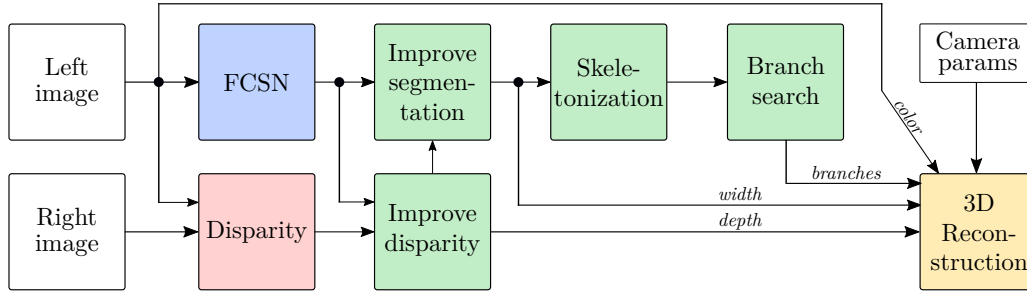 Left
image
FCSN
Improve
segmen-
tation
Skele-
tonization
Branch
search
Camera
params
color
branches
width
depth
Right
image
Disparity
Improve
disparity
3D
Recon-
struction